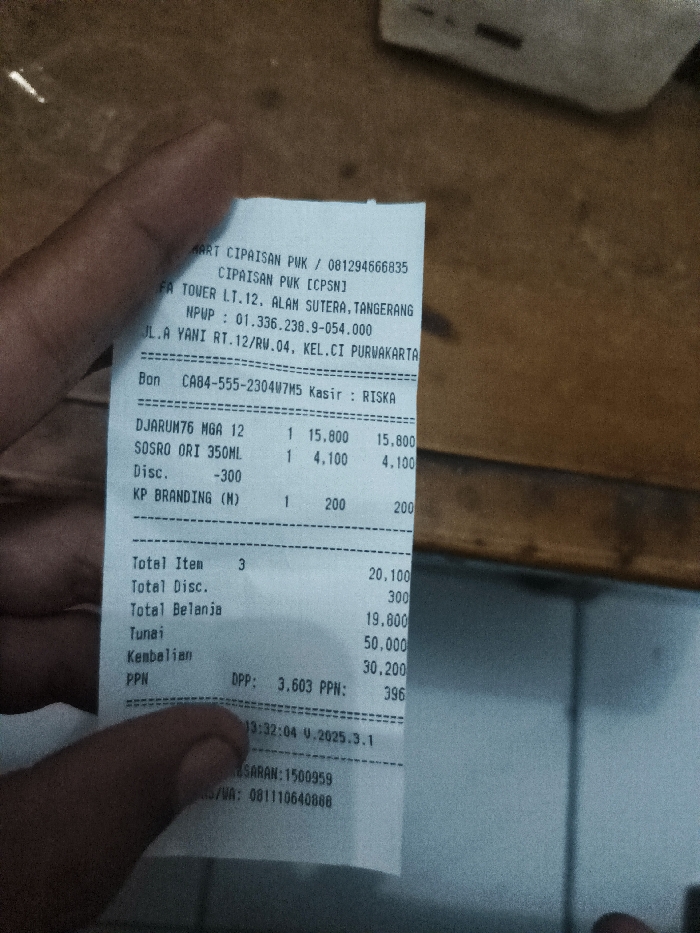 MART CIPAISAN PWK / 081294666835
CIPAISAN PWK [CPSN]
FA TOWER LT.12, ALAM SUTERA,TANGERANG
NPWP : 01.336.238.9-054.000
JL.A YANI RT.12/RW.04, KEL.CI PURWAKARTA
Bon CA84-555-2304W7M5 Kasir : RISKA
DJARUM76 MGA 12 1 15,800 15,800
SOSRO ORI 350ML 1 4,100 4,100
Disc. -300
KP BRANDING (M) 1 200 200
Total Item 3 20,100
Total Disc. 300
Total Belanja 19,800
Tunai 50,000
Kembalian 30,200
PPN DPP: 3,603 PPN: 396
13:32:04 V.2025.3.1
SARAN:1500959
/WA: 081110640888